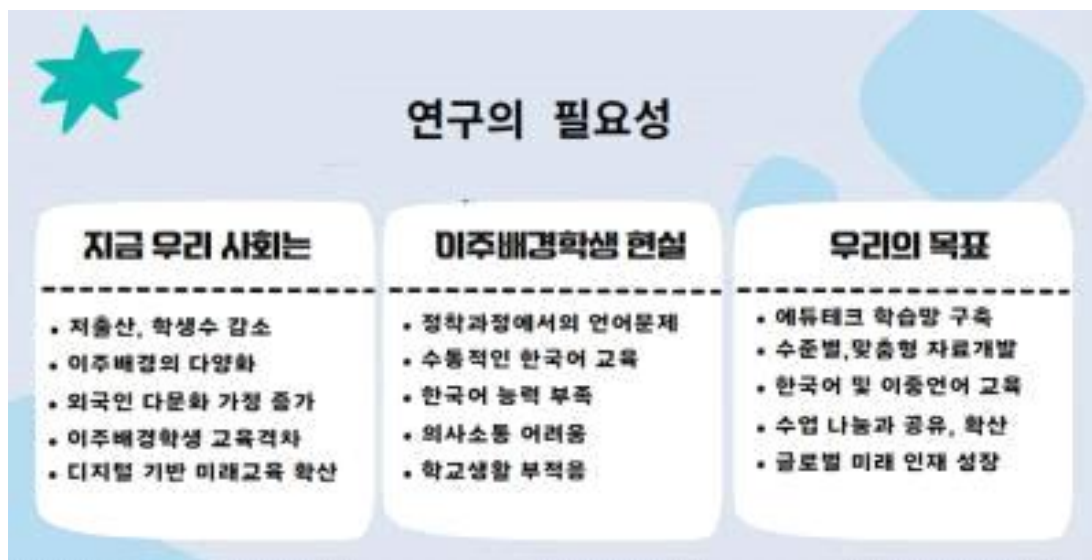 연구의 필요성
지금 우리 사회는
• 저출산, 학생수 감소
• 이주배경의 다양화
• 외국인 다문화 가정 증가
• 이주배경학생 교육격차
• 디지털 기반 미래교육 확산
이주배경학생 현실
• 정착과정에서의 언어문제
• 수동적인 한국어 교육
• 한국어 능력 부족
• 의사소통 어려움
• 학교생활 부적응
우리의 목표
• 에듀테크 학습망 구축
• 수준별,맞춤형 자료개발
• 한국어 및 이중언어 교육
• 수업 나눔과 공유, 확산
• 글로벌 미래 인재 성장